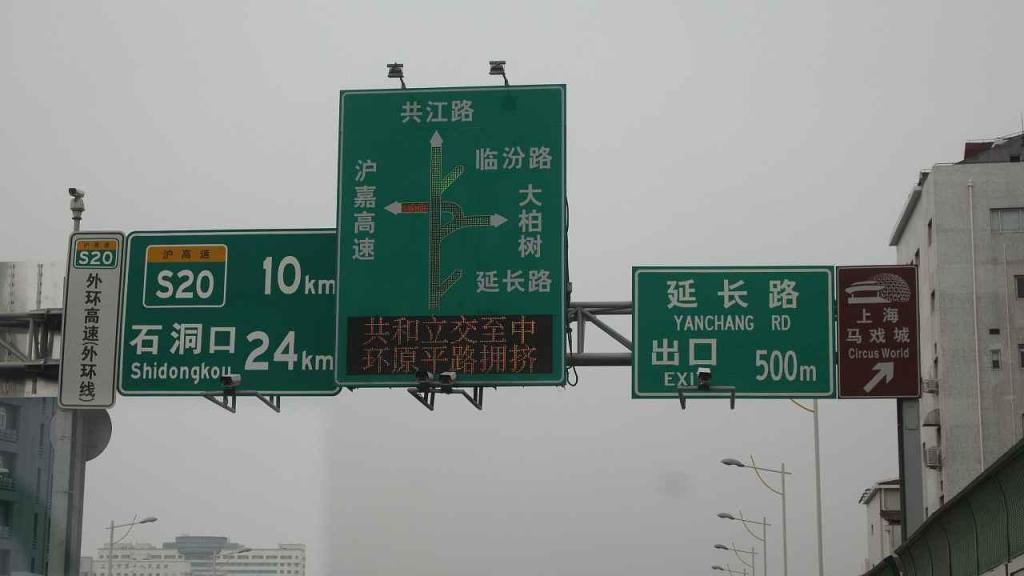 沪高速
S20
外环高速(外环线)
沪高速
S20
10km
石洞口
Shidongkou
24km
共江路
临汾路
沪嘉高速
大柏树
延长路
共和立交至中
环原平路拥挤
延长路
YANCHANG RD
出口
EXIT
500m
上海
马戏城
Circus World